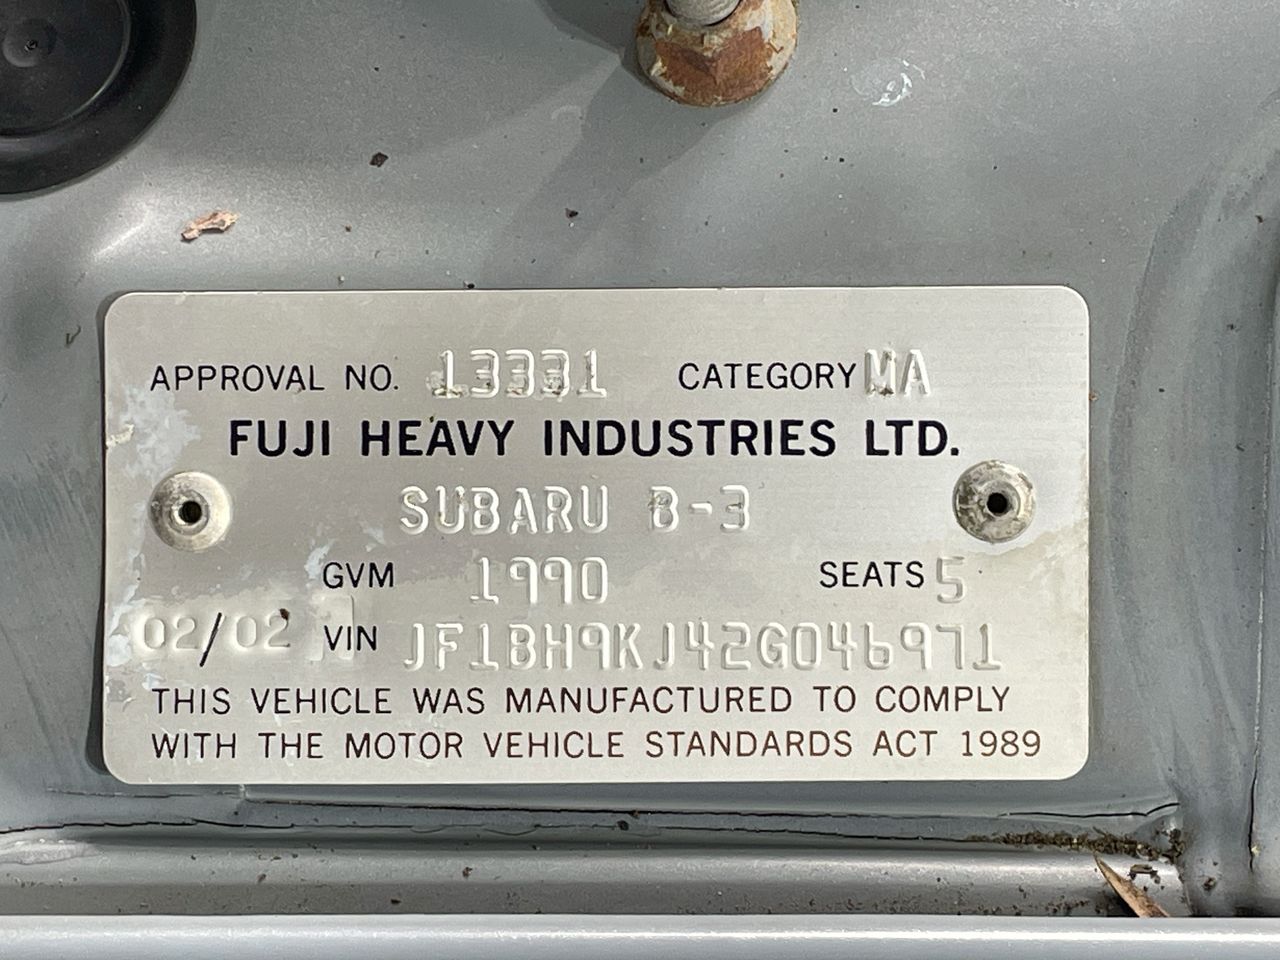 APPROVAL NO. 13331 CATEGORY MA
FUJI HEAVY INDUSTRIES LTD.
SUBARU B-3
GVM 1990 SEATS 5
02/02 VIN JF1BH9KJ42G046971
THIS VEHICLE WAS MANUFACTURED TO COMPLY
WITH THE MOTOR VEHICLE STANDARDS ACT 1989